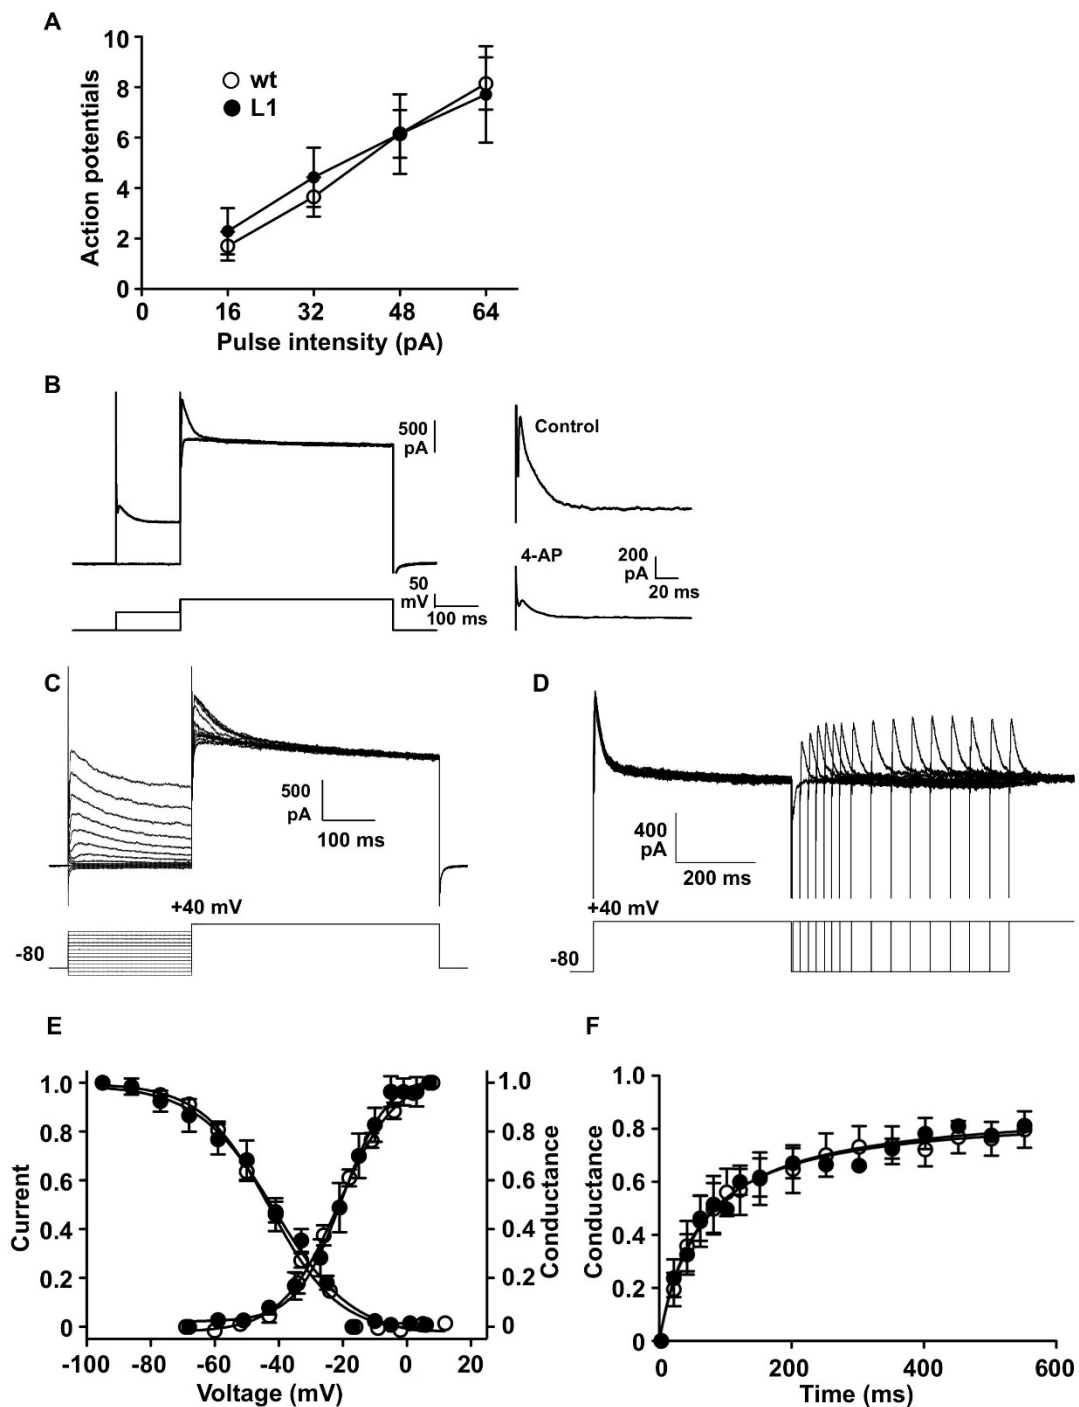 A
Action potentials
10
8
6
4
2
0
wt
L1
0 16 32 48 64
Pulse intensity (pA)
B
500
pA
50
mV
100 ms
Control
4-AP
200
pA
20 ms
C
500
pA
100 ms
+40 mV
-80
D
400
pA
200 ms
+40 mV
-80
E
Current
1.0
0.8
0.6
0.4
0.2
0
1.0
0.8
0.6
0.4
0.2
0
Conductance
-100 -80 -60 -40 -20 0 20
Voltage (mV)
F
Conductance
1.0
0.8
0.6
0.4
0.2
0
0 200 400 600
Time (ms)